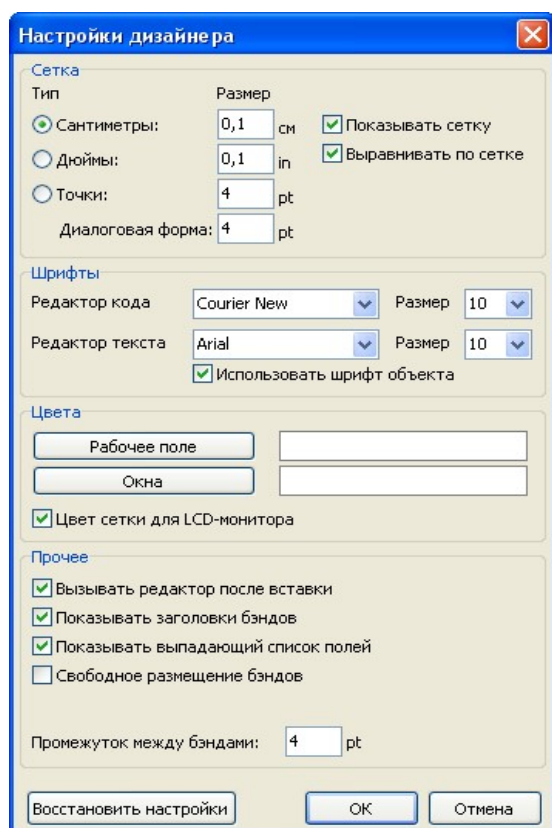 Настройки дизайнера
Сетка
Тип Размер
Сантиметры: 0,1 см Показывать сетку
Дюймы: 0,1 in Выравнивать по сетке
Точки: 4 pt
Диалоговая форма: 4 pt
Шрифты
Редактор кода Courier New Размер 10
Редактор текста Arial Размер 10
Использовать шрифт объекта
Цвета
Рабочее поле
Окна
Цвет сетки для LCD-монитора
Прочее
Вызывать редактор после вставки
Показывать заголовки бэндов
Показывать выпадающий список полей
Свободное размещение бэндов
Промежуток между бэндами: 4 pt
Восстановить настройки OK Отмена